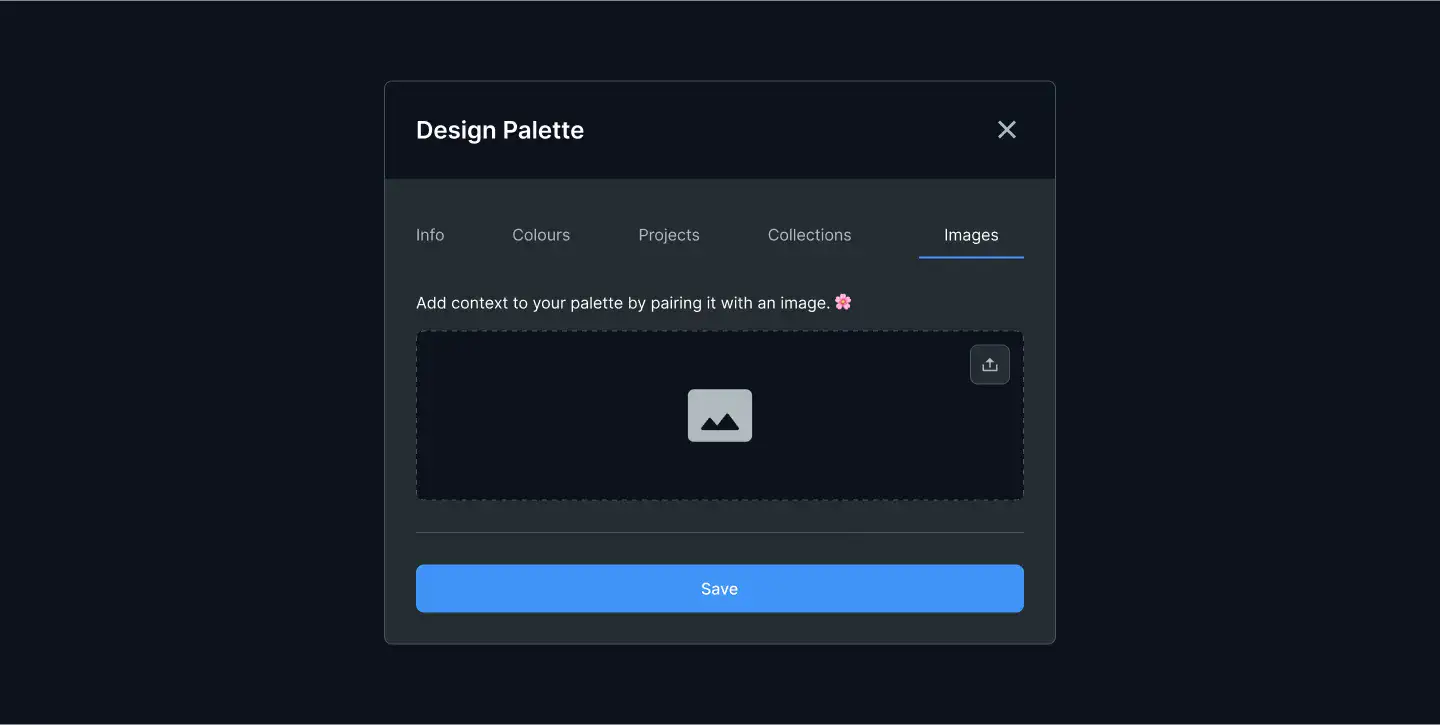 Design Palette
Info Colours Projects Collections Images
Add context to your palette by pairing it with an image. 🌸
Save